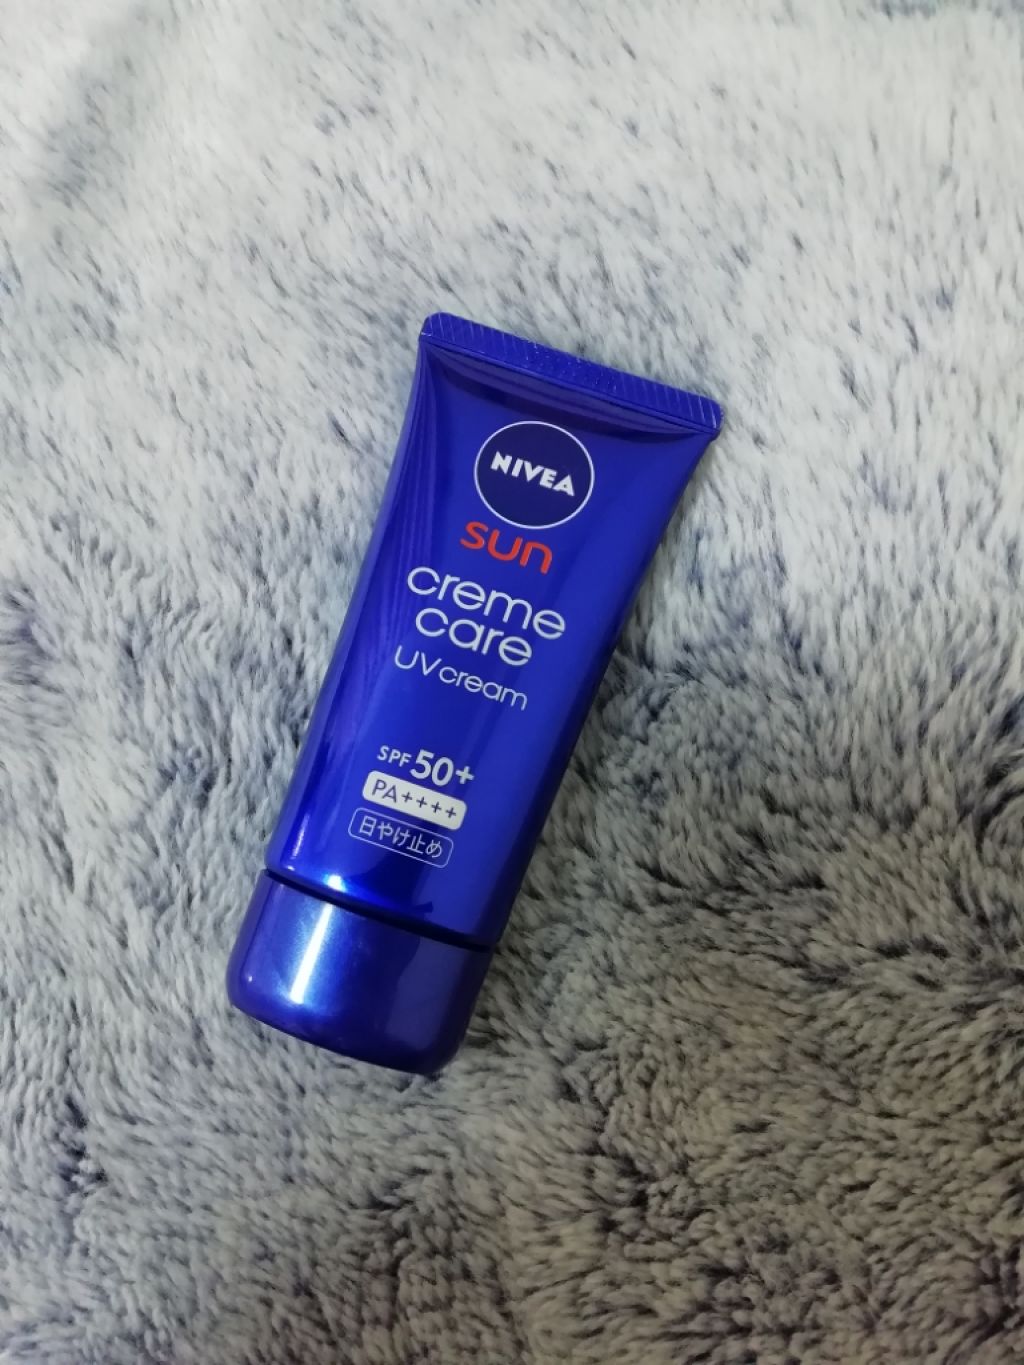 NIVEA
sun
creme
care
UV cream
SPF 50+
PA++++
日やけ止め